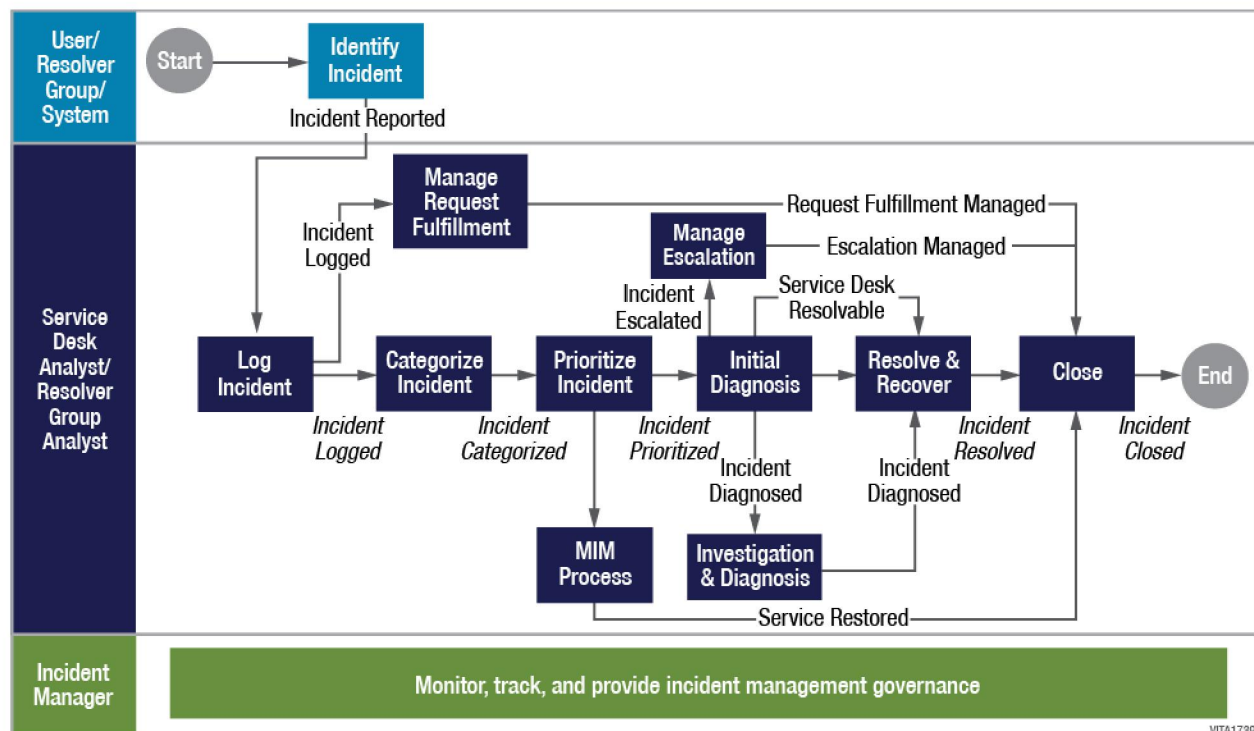 User/
Resolver
Group/
System
Start
Identify
Incident
Incident Reported
Service
Desk
Analyst/
Resolver
Group
Analyst
Manage
Request
Fulfillment
Request Fulfillment Managed
Incident
Logged
Manage
Escalation
Escalation Managed
Incident
Escalated
Service Desk
Resolvable
Log
Incident
Categorize
Incident
Prioritize
Incident
Initial
Diagnosis
Resolve &
Recover
Close
End
Incident
Logged
Incident
Categorized
Incident
Prioritized
Incident
Resolved
Incident
Closed
Incident
Diagnosed
Incident
Diagnosed
MIM
Process
Investigation
& Diagnosis
Service Restored
Incident
Manager
Monitor, track, and provide incident management governance